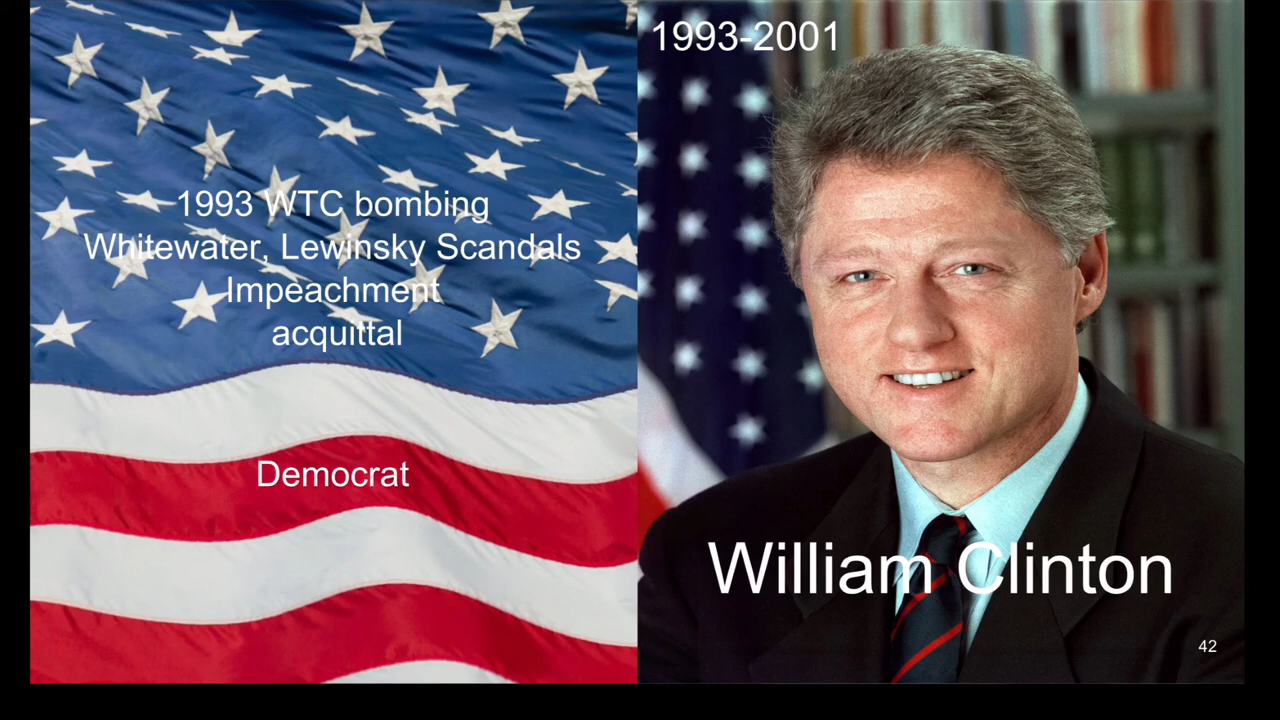 1993 WTC bombing
Whitewater, Lewinsky Scandals
Impeachment
acquittal
Democrat
1993-2001
William Clinton
42